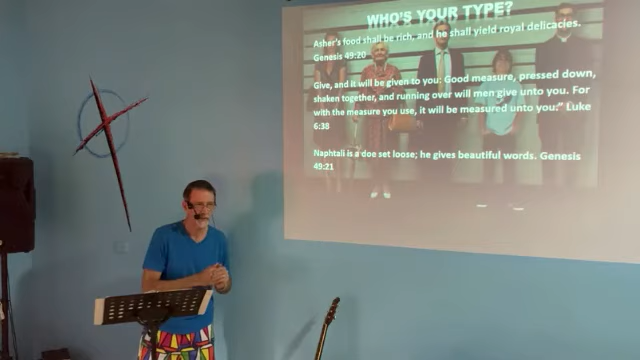 WHO'S YOUR TYPE?
Asher's food shall be rich, and he shall yield royal delicacies.
Genesis 49:20
Give, and it will be given to you: Good measure, pressed down,
shaken together, and running over will men give unto you. For
with the measure you use, it will be measured unto you:" Luke
6:38
Naphtali is a doe set loose; he gives beautiful words. Genesis
49:21